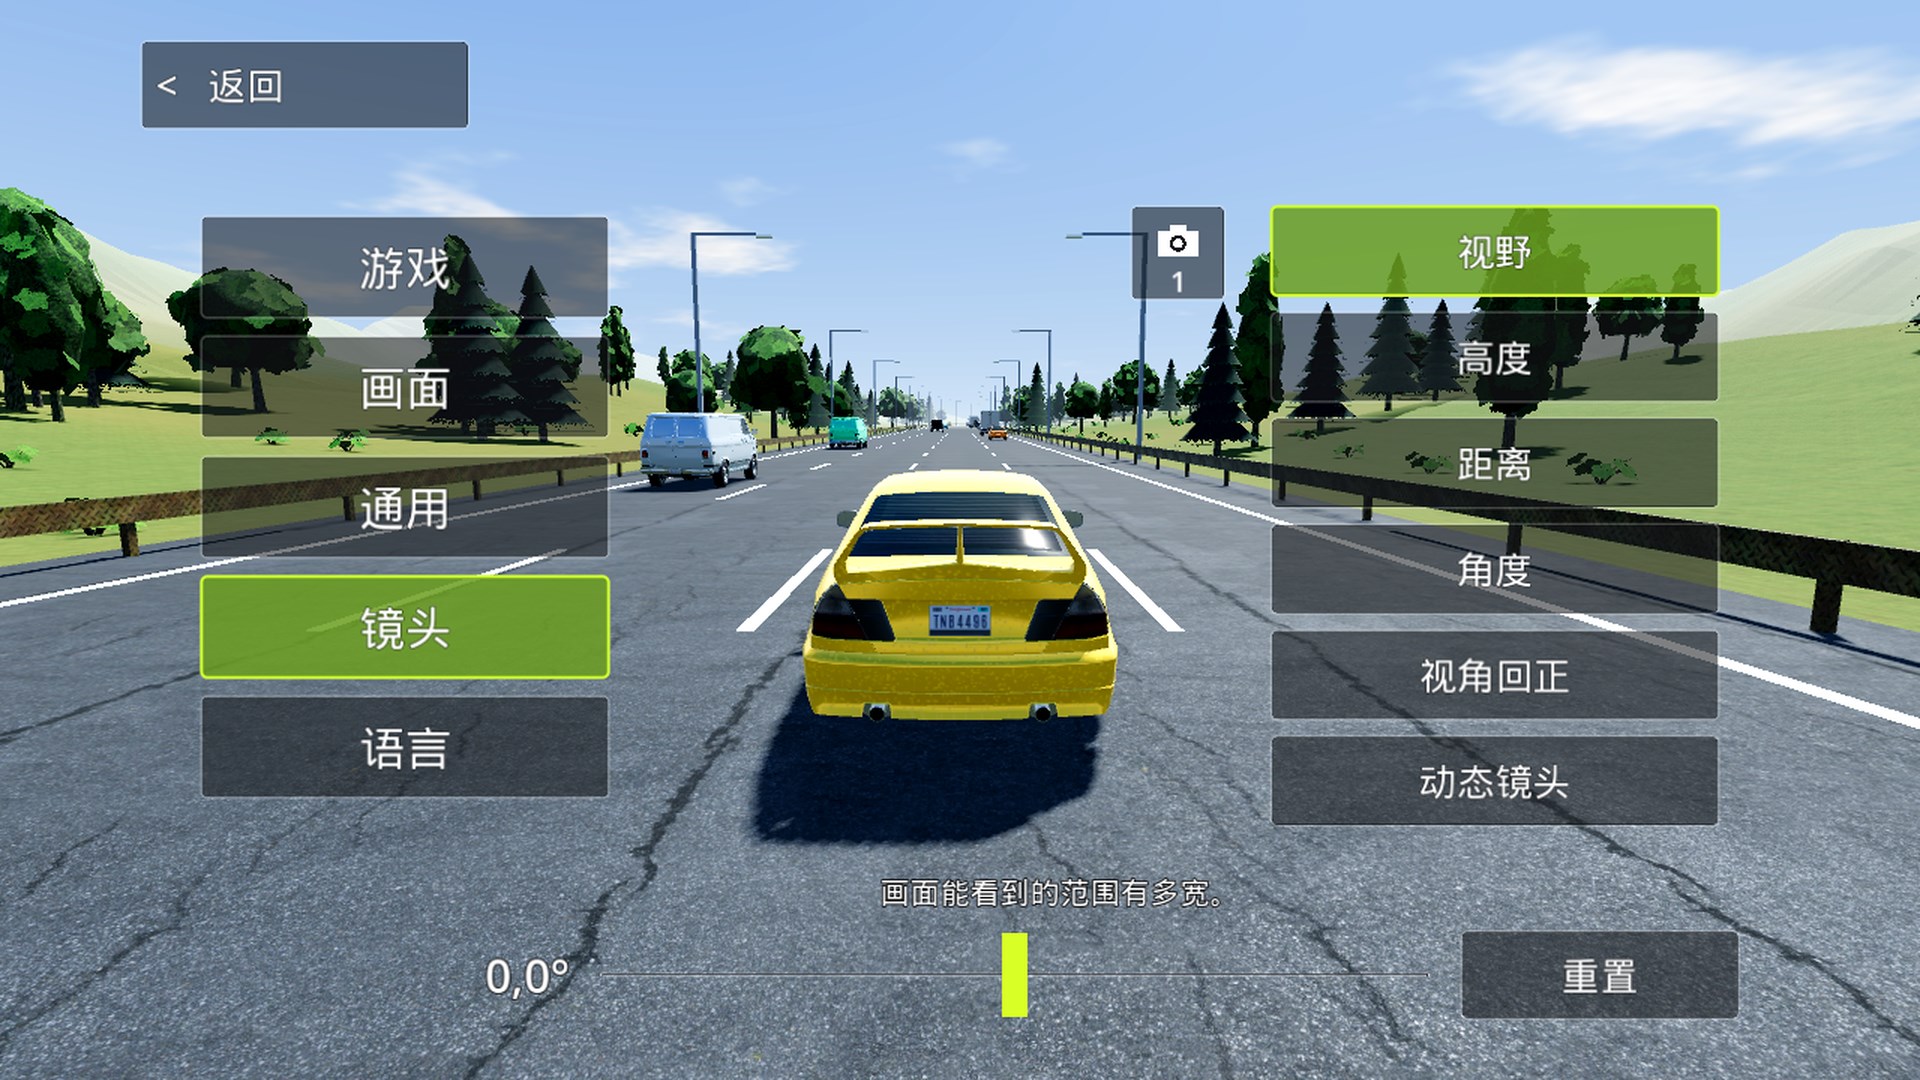 < 返回
游戏
画面
通用
镜头
语言
1
视野
高度
距离
角度
视角回正
动态镜头
TNB4496
画面能看到的范围有多宽。
0,0°
重置